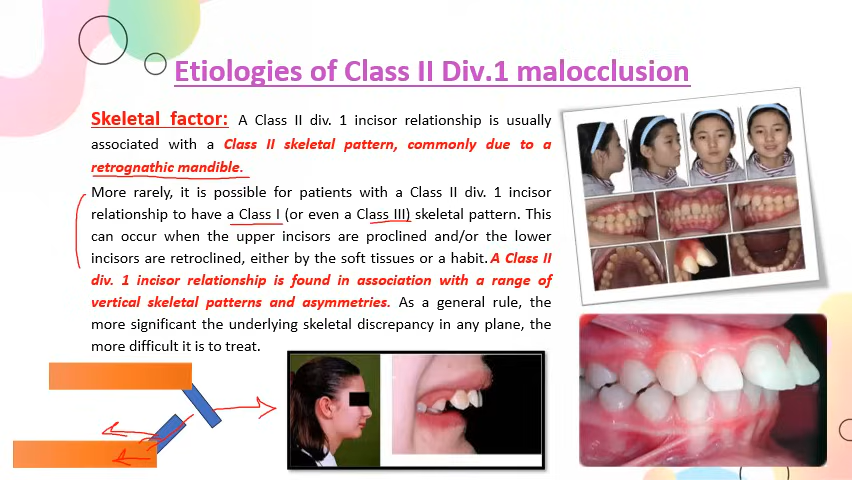 Etiologies of Class II Div.1 malocclusion
Skeletal factor: A Class II div. 1 incisor relationship is usually
associated with a Class II skeletal pattern, commonly due to a
retrognathic mandible.
More rarely, it is possible for patients with a Class II div. 1 incisor
relationship to have a Class I (or even a Class III) skeletal pattern. This
can occur when the upper incisors are proclined and/or the lower
incisors are retroclined, either by the soft tissues or a habit. A Class II
div. 1 incisor relationship is found in association with a range of
vertical skeletal patterns and asymmetries. As a general rule, the
more significant the underlying skeletal discrepancy in any plane, the
more difficult it is to treat.